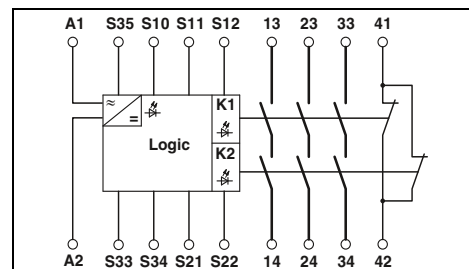 A1 S35 S10 S11 S12 13 23 33 41
≈
=
K1
Logic
K2
A2 S33 S34 S21 S22 14 24 34 42